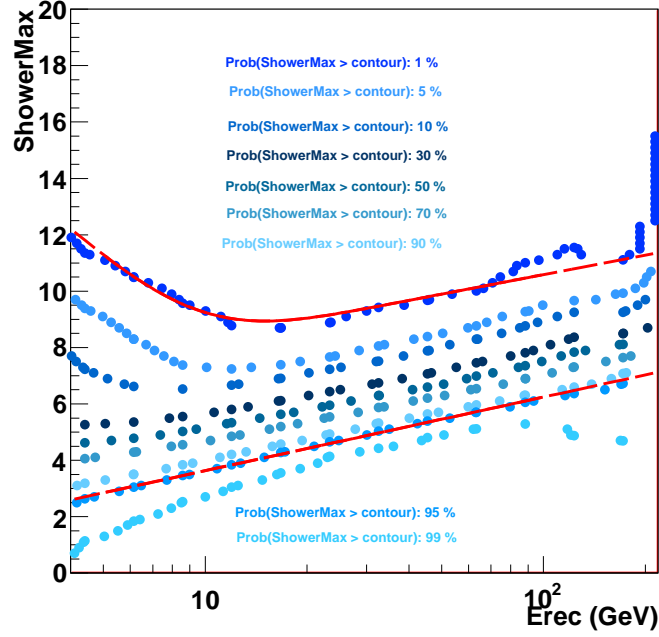 ShowerMax
20
18
16
14
12
10
8
6
4
2
0
Prob(ShowerMax > contour): 1 %
Prob(ShowerMax > contour): 5 %
Prob(ShowerMax > contour): 10 %
Prob(ShowerMax > contour): 30 %
Prob(ShowerMax > contour): 50 %
Prob(ShowerMax > contour): 70 %
Prob(ShowerMax > contour): 90 %
Prob(ShowerMax > contour): 95 %
Prob(ShowerMax > contour): 99 %
10
10²
Erec (GeV)